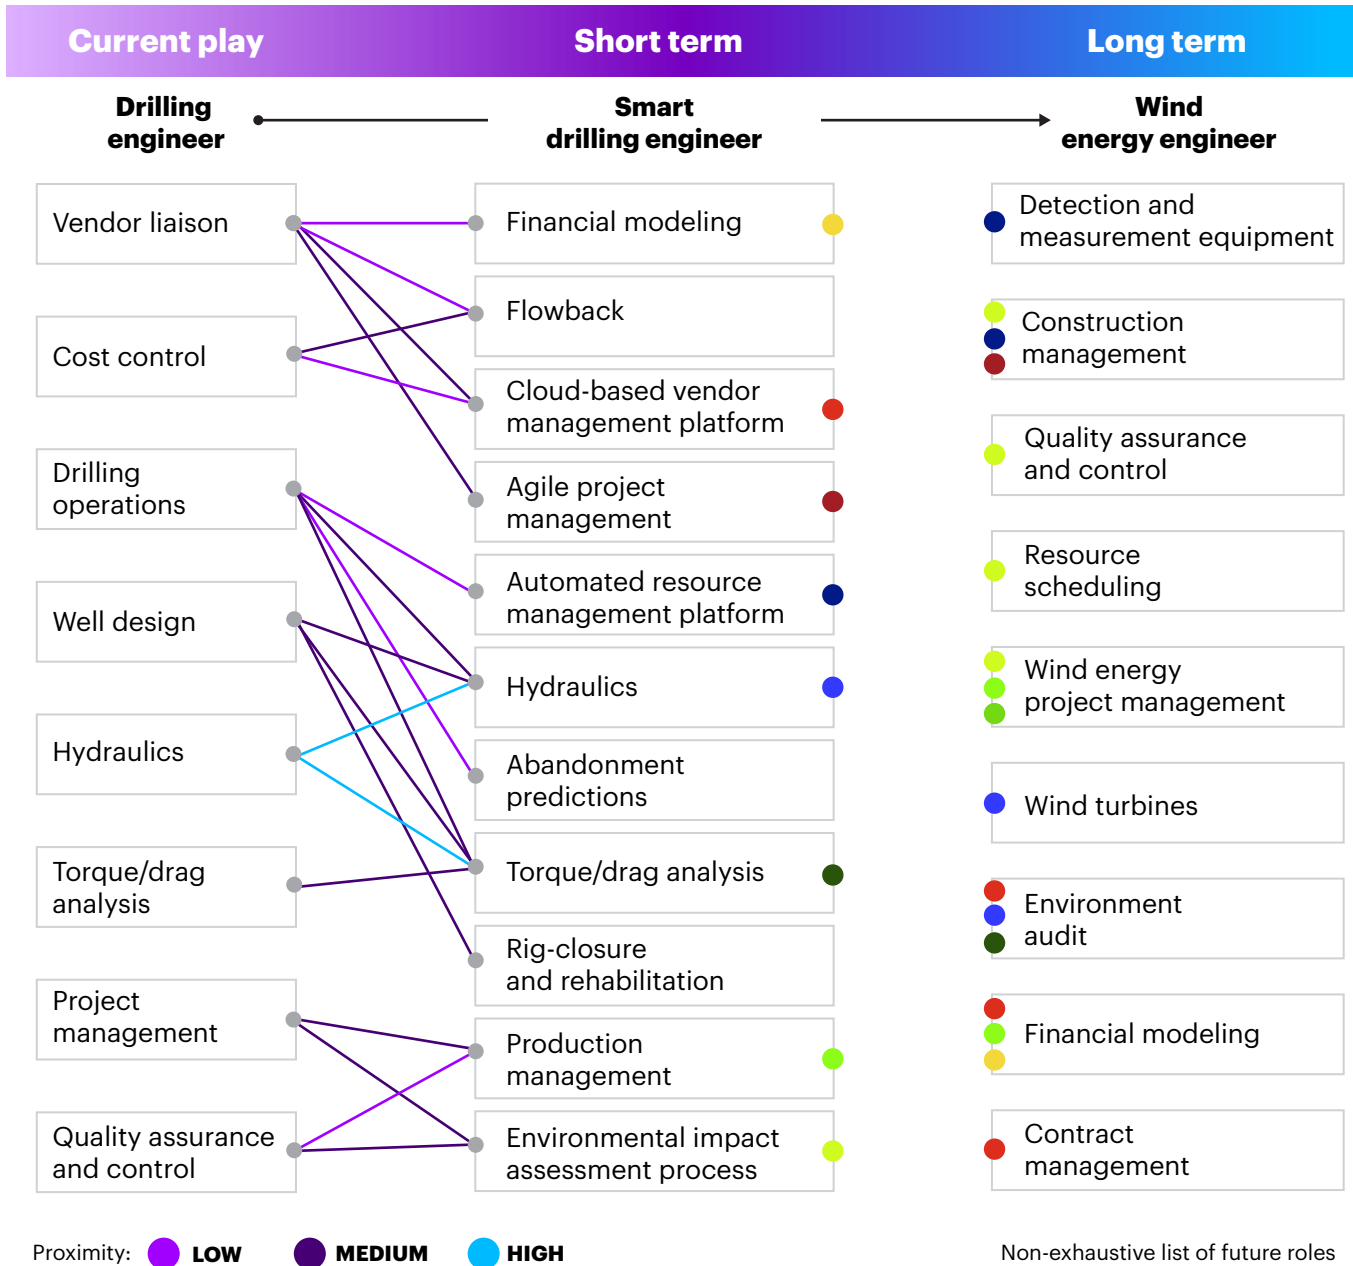 Current play
Short term
Long term
Drilling
engineer
Smart
drilling engineer
Wind
energy engineer
Vendor liaison
Cost control
Drilling
operations
Well design
Hydraulics
Torque/drag
analysis
Project
management
Quality assurance
and control
Financial modeling
Flowback
Cloud-based vendor
management platform
Agile project
management
Automated resource
management platform
Hydraulics
Abandonment
predictions
Torque/drag analysis
Rig-closure
and rehabilitation
Production
management
Environmental impact
assessment process
Detection and
measurement equipment
Construction
management
Quality assurance
and control
Resource
scheduling
Wind energy
project management
Wind turbines
Environment
audit
Financial modeling
Contract
management
Proximity: LOW MEDIUM HIGH
Non-exhaustive list of future roles